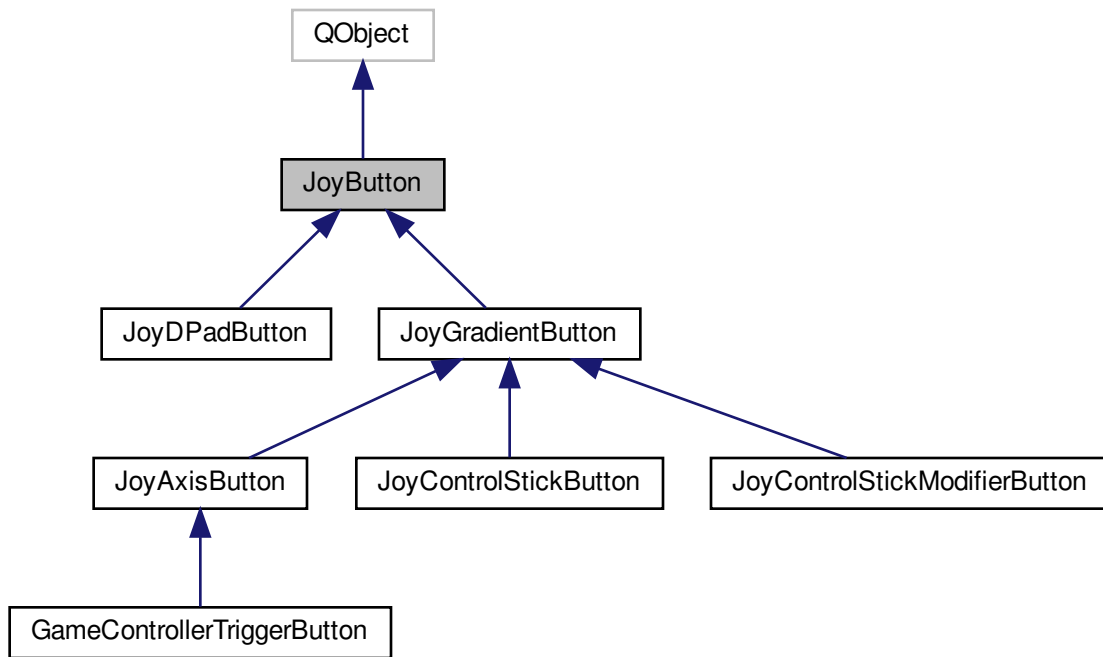 QObject
JoyButton
JoyDPadButton
JoyGradientButton
JoyAxisButton
JoyControlStickButton
JoyControlStickModifierButton
GameControllerTriggerButton